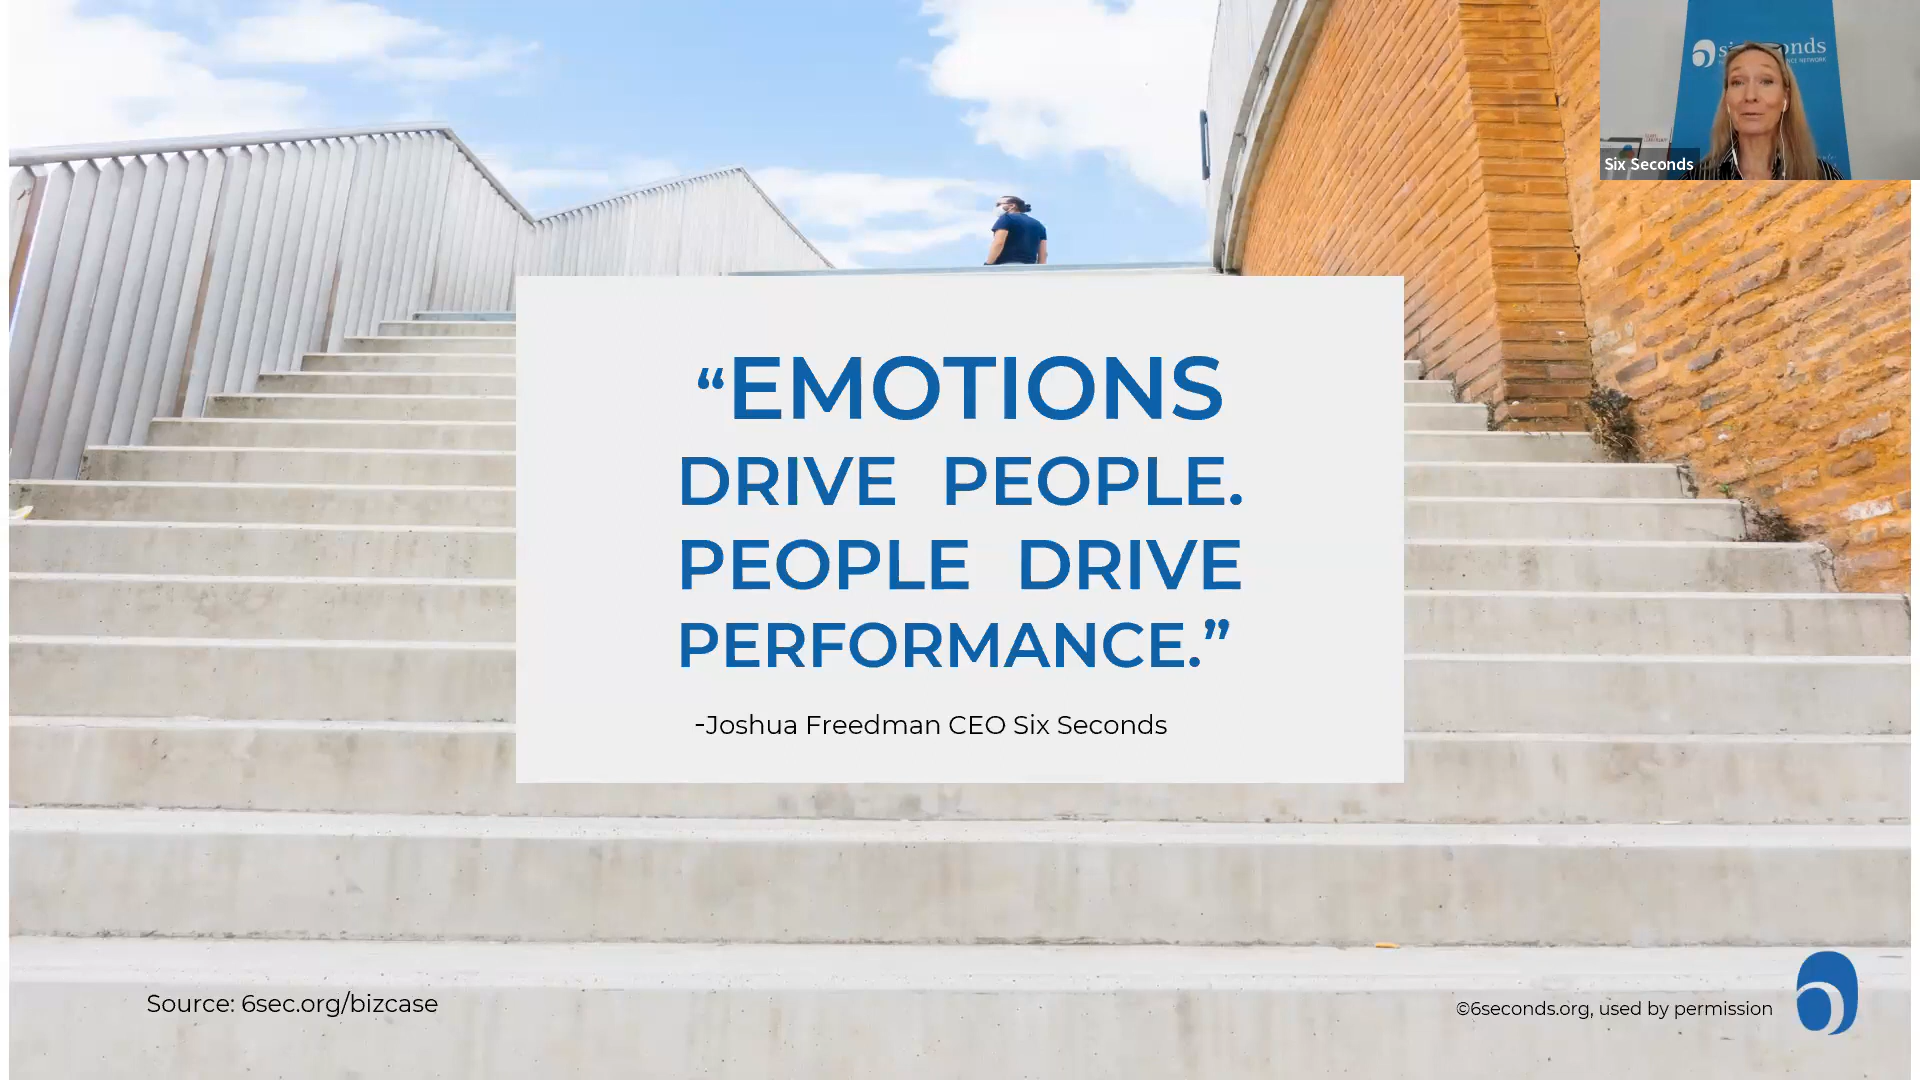 Six Seconds
“EMOTIONS
DRIVE PEOPLE.
PEOPLE DRIVE
PERFORMANCE.”
-Joshua Freedman CEO Six Seconds
Source: 6sec.org/bizcase
©6seconds.org, used by permission